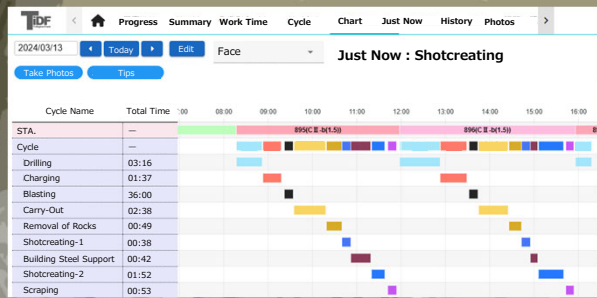 TiDF < Progress Summary Work Time Cycle Chart Just Now History Photos >
2024/03/13 Today Edit Face Just Now : Shotcreating
Take Photos Tips
Cycle Name Total Time :00 08:00 09:00 10:00 11:00 12:00 13:00 14:00 15:00 16:00
STA. — 895(CⅡ-b(1.5)) 896(CⅡ-b(1.5)) 8
Cycle —
Drilling 03:16
Charging 01:37
Blasting 36:00
Carry-Out 02:38
Removal of Rocks 00:49
Shotcreating-1 00:38
Building Steel Support 00:42
Shotcreating-2 01:52
Scraping 00:53